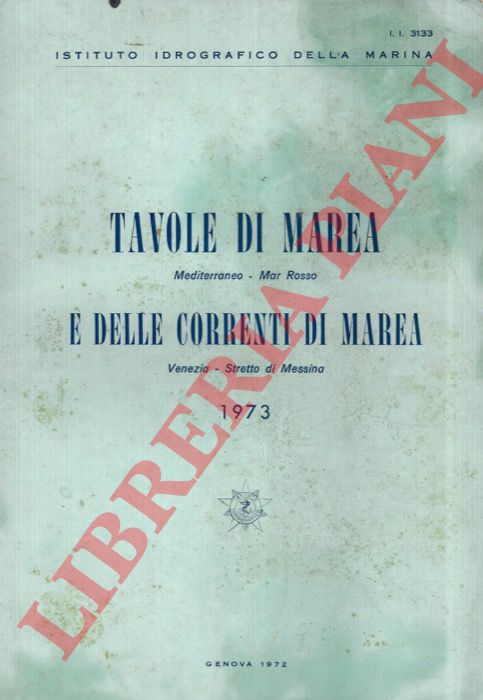 I. I. 3133
ISTITUTO IDROGRAFICO DELLA MARINA
TAVOLE DI MAREA
Mediterraneo - Mar Rosso
E DELLE CORRENTI DI MAREA
Venezia - Stretto di Messina
1973
GENOVA 1972
LIBRERIA PIANI